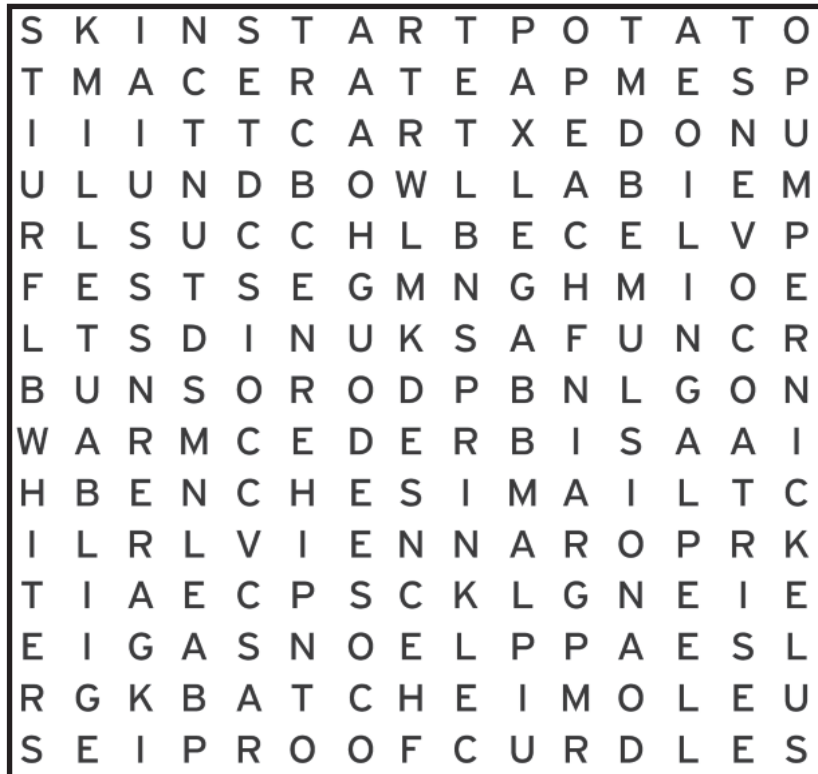 S K I N S T A R T P O T A T O
T M A C E R A T E A P M E S P
I I I T T C A R T X E D O N U
U L U N D B O W L L A B I E M
R L S U C C H L B E C E L V P
F E S T S E G M N G H M I O E
L T S D I N U K S A F U N C R
B U N S O R O D P B N L G O N
W A R M C E D E R B I S A A I
H B E N C H E S I M A I L T C
I L R L V I E N N A R O P R K
T I A E C P S C K L G N E I E
E I G A S N O E L P P A E S L
R G K B A T C H E I M O L E U
S E I P R O O F C U R D L E S